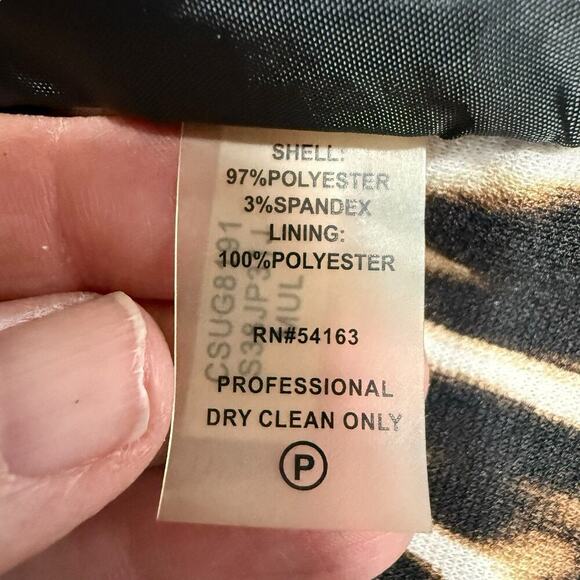 SHELL:
97%POLYESTER
3%SPANDEX
LINING:
100%POLYESTER
RN#54163
PROFESSIONAL
DRY CLEAN ONLY
P